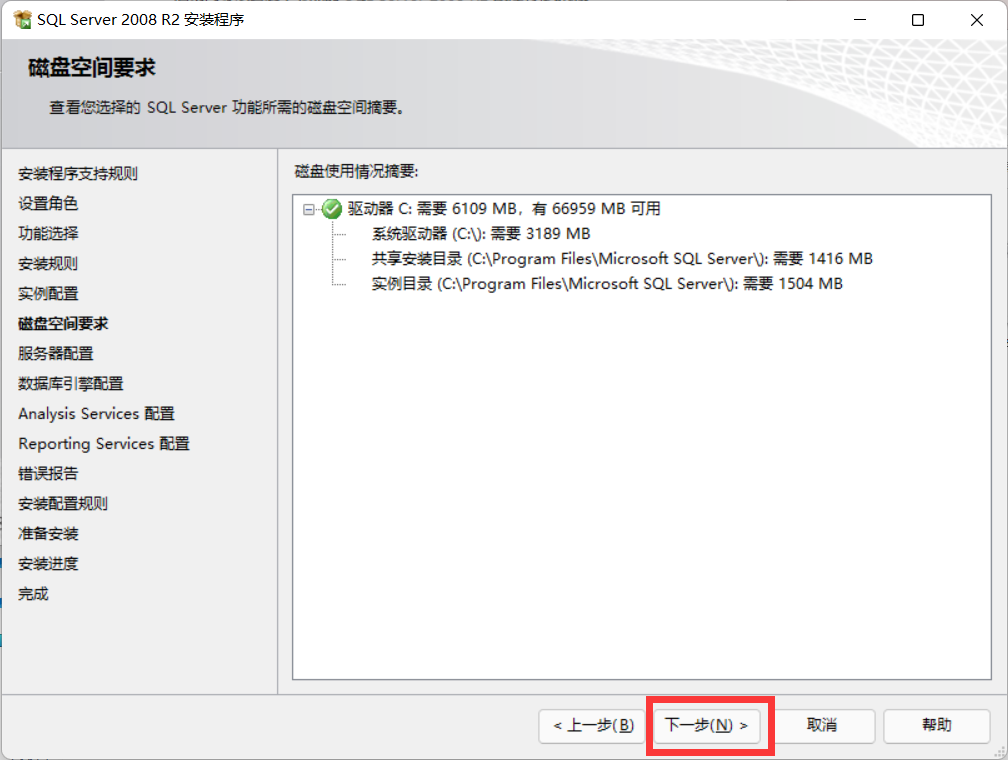 SQL Server 2008 R2 安装程序
磁盘空间要求
查看您选择的 SQL Server 功能所需的磁盘空间摘要。
安装程序支持规则
设置角色
功能选择
安装规则
实例配置
磁盘空间要求
服务器配置
数据库引擎配置
Analysis Services 配置
Reporting Services 配置
错误报告
安装配置规则
准备安装
安装进度
完成
磁盘使用情况摘要:
驱动器 C: 需要 6109 MB，有 66959 MB 可用
系统驱动器 (C:\): 需要 3189 MB
共享安装目录 (C:\Program Files\Microsoft SQL Server\): 需要 1416 MB
实例目录 (C:\Program Files\Microsoft SQL Server\): 需要 1504 MB
< 上一步(B)
下一步(N) >
取消
帮助